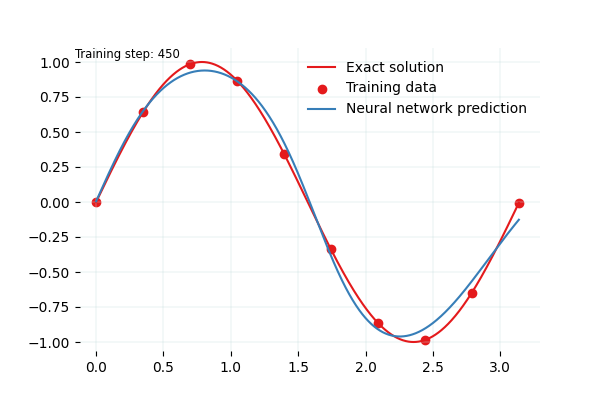 Training step: 450
Exact solution
Training data
Neural network prediction
1.00
0.75
0.50
0.25
0.00
−0.25
−0.50
−0.75
−1.00
0.0 0.5 1.0 1.5 2.0 2.5 3.0